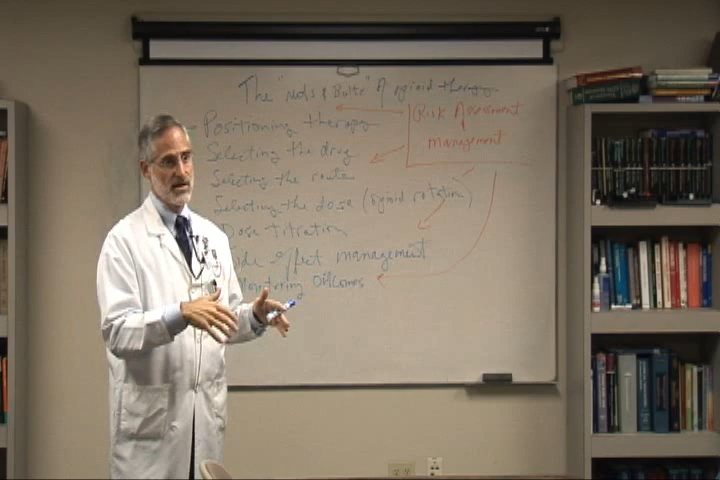 The "nuts & Bolts" of opioid therapy
Positioning therapy
Selecting the drug
Selecting the route
Selecting the dose (opioid rotation)
Dose titration
Side effect management
Monitoring outcomes
Risk Assessment
&
management